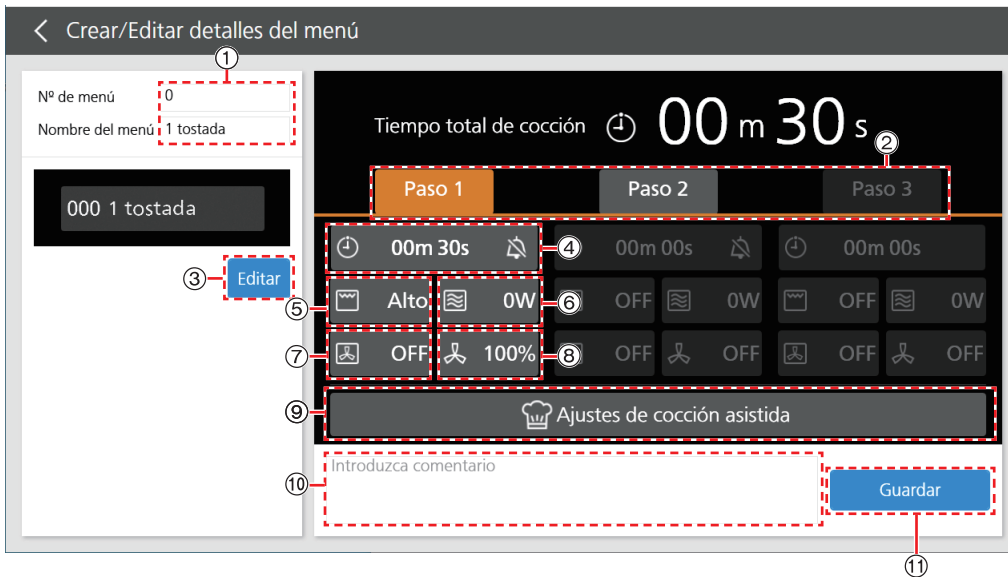 Crear/Editar detalles del menú
①
Nº de menú 0
Nombre del menú 1 tostada
000 1 tostada
③ Editar
Tiempo total de cocción 00 m 30 s
②
Paso 1 Paso 2 Paso 3
00m 30s ④ 00m 00s 00m 00s
⑤ Alto 0W ⑥ OFF 0W OFF 0W
⑦ OFF 100% ⑧ OFF OFF OFF OFF
⑨ Ajustes de cocción asistida
⑩ Introduzca comentario
Guardar
⑪